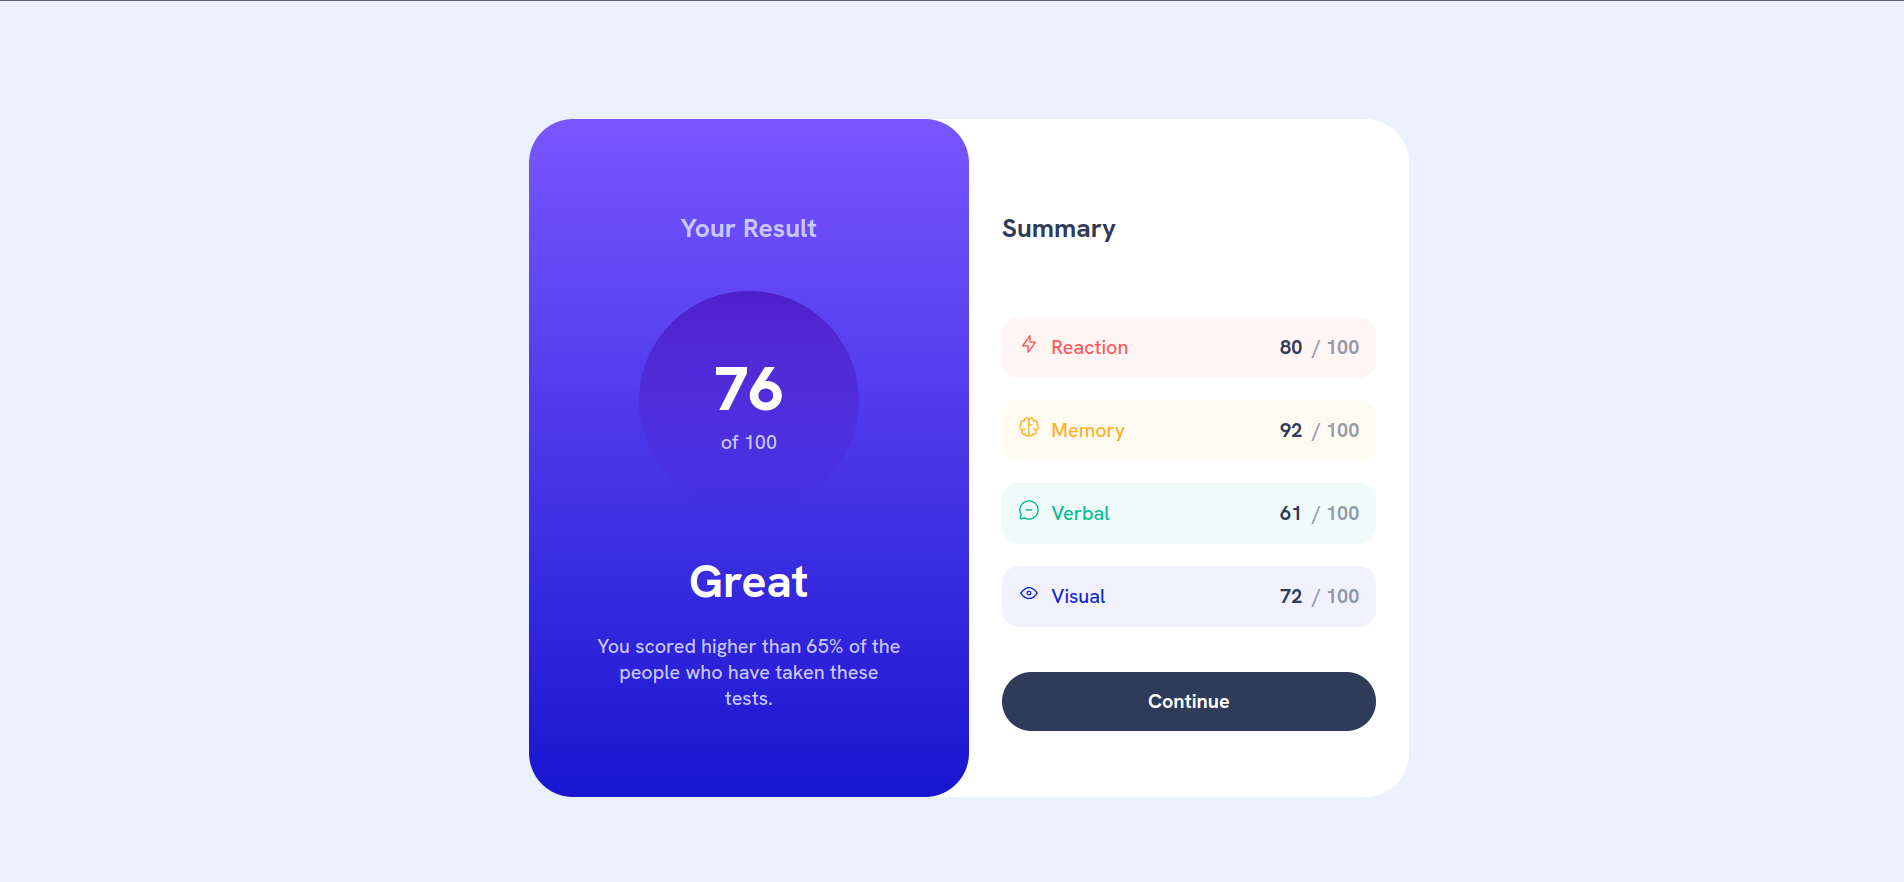 Your Result
76
of 100
Great
You scored higher than 65% of the
people who have taken these
tests.
Summary
Reaction 80 / 100
Memory 92 / 100
Verbal 61 / 100
Visual 72 / 100
Continue